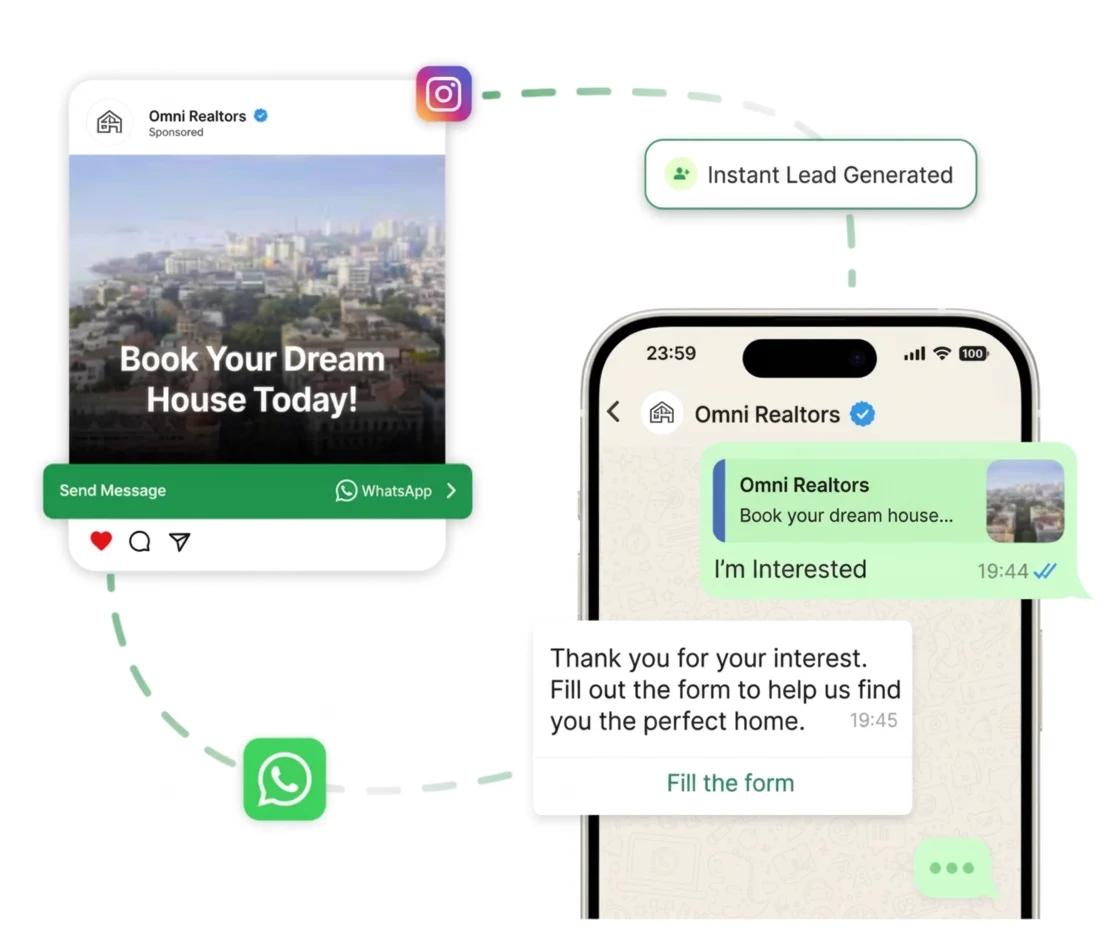 Omni Realtors
Sponsored
Book Your Dream
House Today!
Send Message
WhatsApp
Instant Lead Generated
23:59
100
Omni Realtors
Omni Realtors
Book your dream house...
I'm Interested
19:44
Thank you for your interest.
Fill out the form to help us find
you the perfect home.
19:45
Fill the form